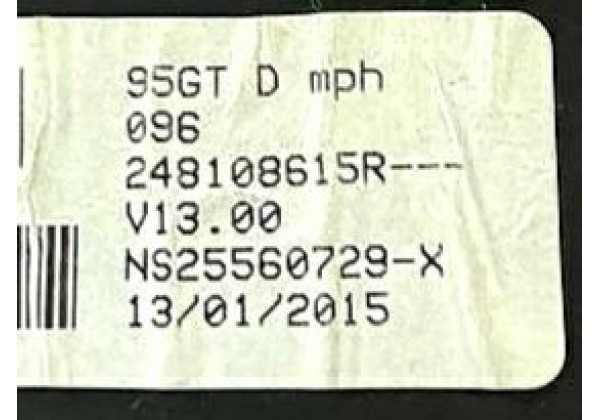 95GT D mph
096
248108615R---
V13.00
NS25560729-X
13/01/2015